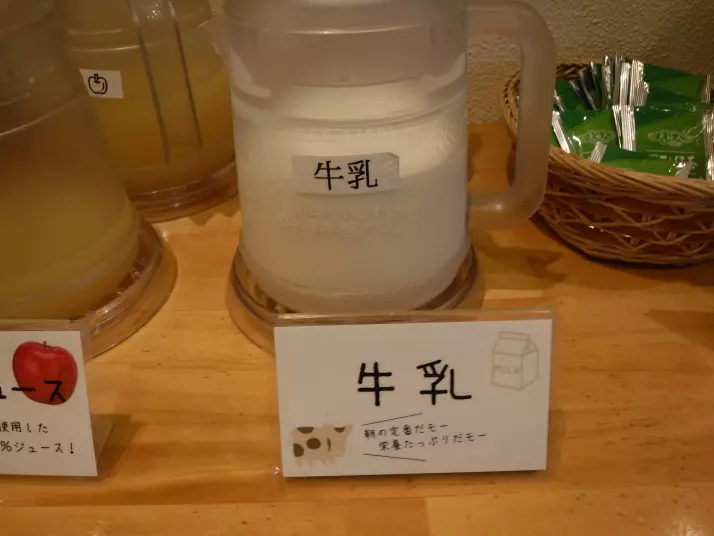 牛乳
牛乳
MILK
朝の定番だモー
栄養たっぷりだモー
ュース
使用した
%ジュース!